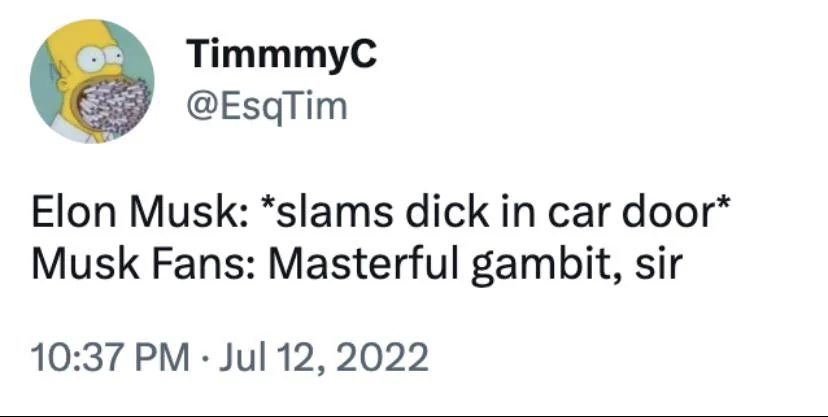 TimmmyC
@EsqTim
Elon Musk: *slams dick in car door*
Musk Fans: Masterful gambit, sir
10:37 PM · Jul 12, 2022